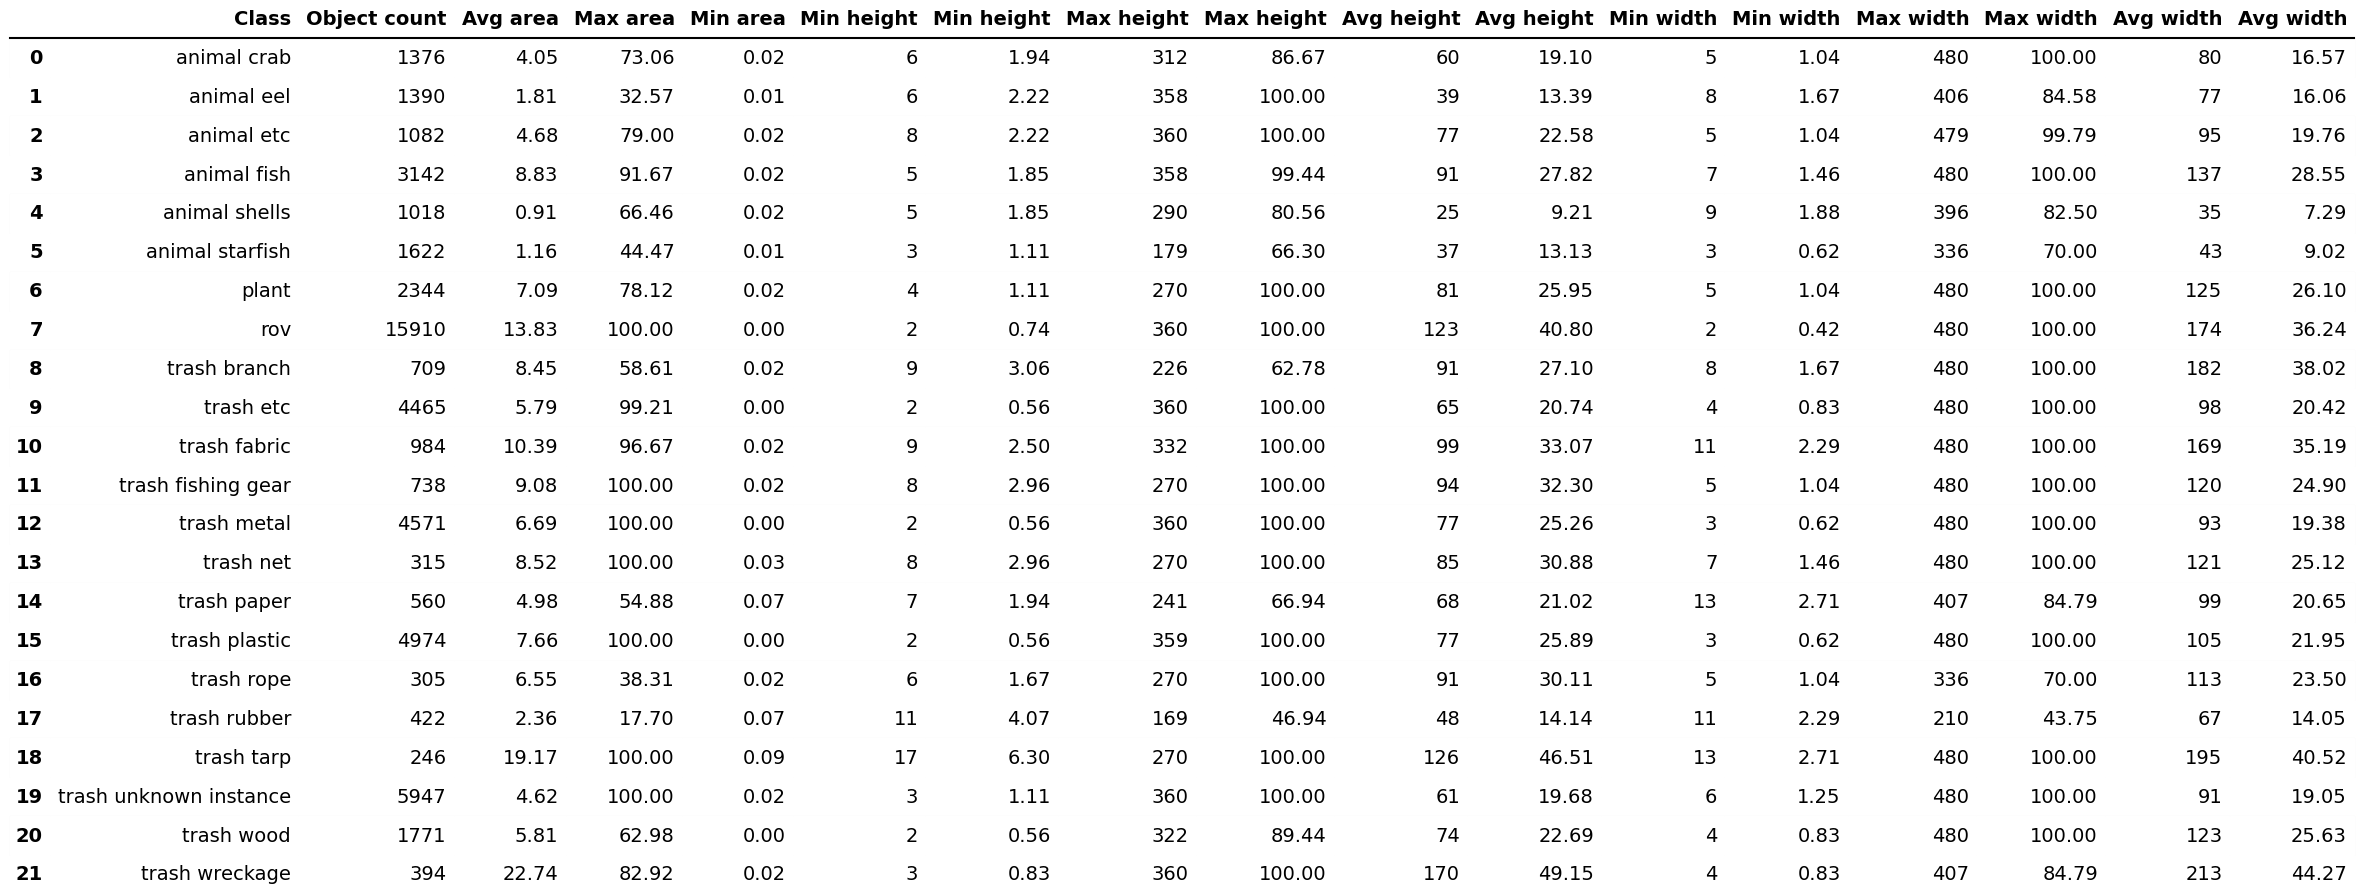 Class Object count Avg area Max area Min area Min height Min height Max height Max height Avg height Avg height Min width Min width Max width Max width Avg width Avg width
0 animal crab 1376 4.05 73.06 0.02 6 1.94 312 86.67 60 19.10 5 1.04 480 100.00 80 16.57
1 animal eel 1390 1.81 32.57 0.01 6 2.22 358 100.00 39 13.39 8 1.67 406 84.58 77 16.06
2 animal etc 1082 4.68 79.00 0.02 8 2.22 360 100.00 77 22.58 5 1.04 479 99.79 95 19.76
3 animal fish 3142 8.83 91.67 0.02 5 1.85 358 99.44 91 27.82 7 1.46 480 100.00 137 28.55
4 animal shells 1018 0.91 66.46 0.02 5 1.85 290 80.56 25 9.21 9 1.88 396 82.50 35 7.29
5 animal starfish 1622 1.16 44.47 0.01 3 1.11 179 66.30 37 13.13 3 0.62 336 70.00 43 9.02
6 plant 2344 7.09 78.12 0.02 4 1.11 270 100.00 81 25.95 5 1.04 480 100.00 125 26.10
7 rov 15910 13.83 100.00 0.00 2 0.74 360 100.00 123 40.80 2 0.42 480 100.00 174 36.24
8 trash branch 709 8.45 58.61 0.02 9 3.06 226 62.78 91 27.10 8 1.67 480 100.00 182 38.02
9 trash etc 4465 5.79 99.21 0.00 2 0.56 360 100.00 65 20.74 4 0.83 480 100.00 98 20.42
10 trash fabric 984 10.39 96.67 0.02 9 2.50 332 100.00 99 33.07 11 2.29 480 100.00 169 35.19
11 trash fishing gear 738 9.08 100.00 0.02 8 2.96 270 100.00 94 32.30 5 1.04 480 100.00 120 24.90
12 trash metal 4571 6.69 100.00 0.00 2 0.56 360 100.00 77 25.26 3 0.62 480 100.00 93 19.38
13 trash net 315 8.52 100.00 0.03 8 2.96 270 100.00 85 30.88 7 1.46 480 100.00 121 25.12
14 trash paper 560 4.98 54.88 0.07 7 1.94 241 66.94 68 21.02 13 2.71 407 84.79 99 20.65
15 trash plastic 4974 7.66 100.00 0.00 2 0.56 359 100.00 77 25.89 3 0.62 480 100.00 105 21.95
16 trash rope 305 6.55 38.31 0.02 6 1.67 270 100.00 91 30.11 5 1.04 336 70.00 113 23.50
17 trash rubber 422 2.36 17.70 0.07 11 4.07 169 46.94 48 14.14 11 2.29 210 43.75 67 14.05
18 trash tarp 246 19.17 100.00 0.09 17 6.30 270 100.00 126 46.51 13 2.71 480 100.00 195 40.52
19 trash unknown instance 5947 4.62 100.00 0.02 3 1.11 360 100.00 61 19.68 6 1.25 480 100.00 91 19.05
20 trash wood 1771 5.81 62.98 0.00 2 0.56 322 89.44 74 22.69 4 0.83 480 100.00 123 25.63
21 trash wreckage 394 22.74 82.92 0.02 3 0.83 360 100.00 170 49.15 4 0.83 407 84.79 213 44.27